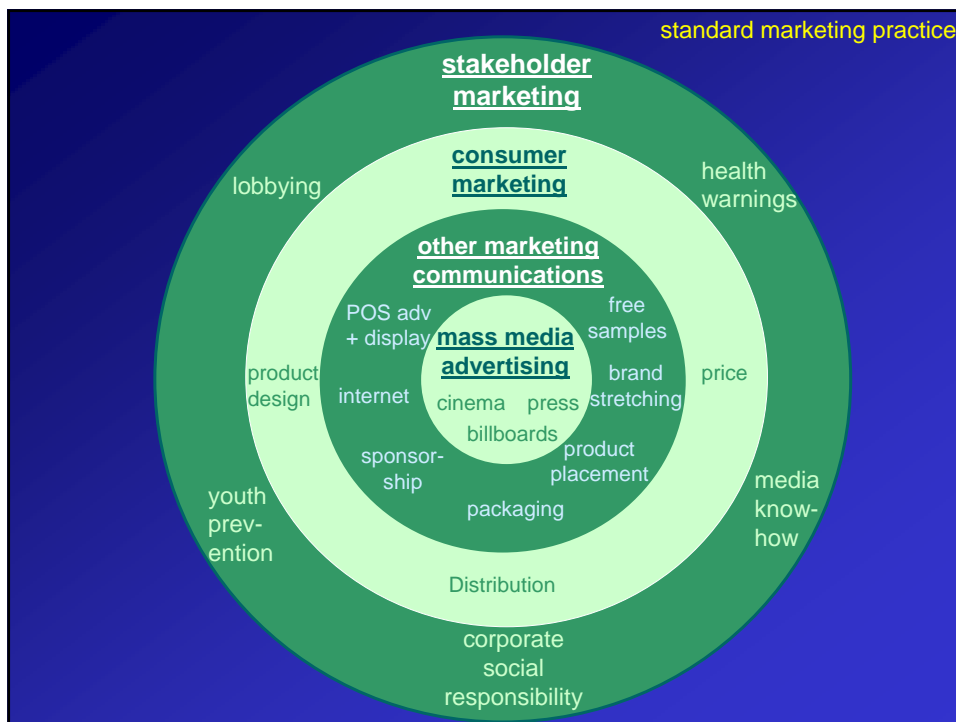 standard marketing practice
stakeholder
marketing
consumer
marketing
lobbying
health
warnings
other marketing
communications
POS adv
+ display
free
samples
mass media
advertising
product
design
internet
brand
stretching
price
cinema press
billboards
sponsor-
ship
product
placement
packaging
youth
prev-
ention
media
know-
how
Distribution
corporate
social
responsibility